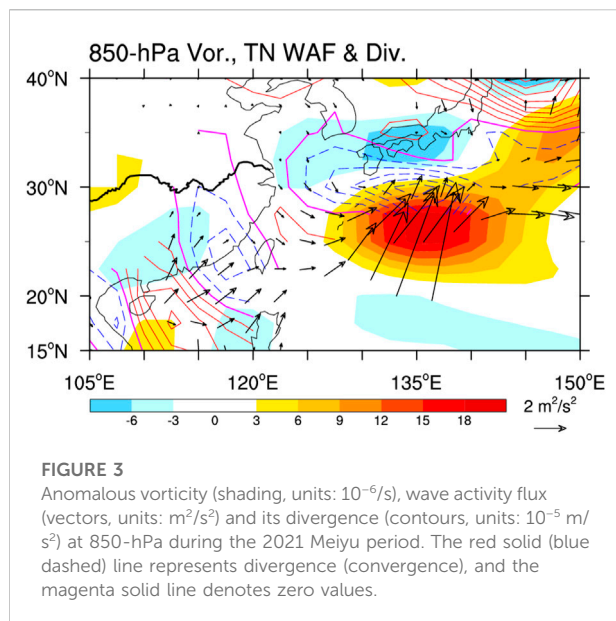 850-hPa Vor., TN WAF & Div.
40°N
30°N
20°N
15°N
105°E 120°E 135°E 150°E
-6 -3 0 3 6 9 12 15 18 2 m²/s²
FIGURE 3
Anomalous vorticity (shading, units: 10⁻⁶/s), wave activity flux
(vectors, units: m²/s²) and its divergence (contours, units: 10⁻⁵ m/
s²) at 850-hPa during the 2021 Meiyu period. The red solid (blue
dashed) line represents divergence (convergence), and the
magenta solid line denotes zero values.